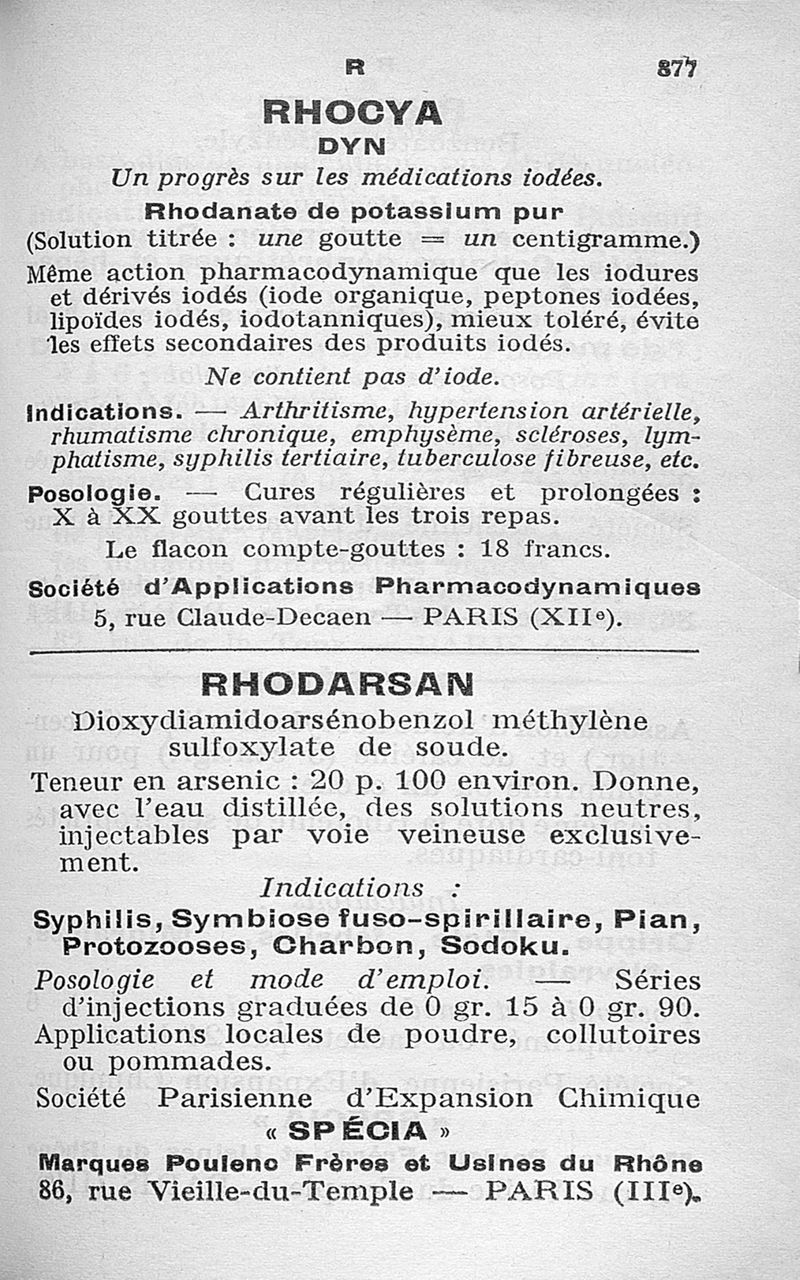 R 877
RHOCYA
DYN
Un progrès sur les médications iodées.
Rhodanate de potassium pur
(Solution titrée : une goutte = un centigramme.)
Même action pharmacodynamique que les iodures
et dérivés iodés (iode organique, peptones iodées,
lipoïdes iodés, iodotanniques), mieux toléré, évite
les effets secondaires des produits iodés.
Ne contient pas d'iode.
Indications. — Arthritisme, hypertension artérielle,
rhumatisme chronique, emphysème, scléroses, lym-
phatisme, syphilis tertiaire, tuberculose fibreuse, etc.
Posologie. — Cures régulières et prolongées :
X à XX gouttes avant les trois repas.
Le flacon compte-gouttes : 18 francs.
Société d'Applications Pharmacodynamiques
5, rue Claude-Decaen — PARIS (XIIe).
RHODARSAN
Dioxydiamidoarsénobenzol méthylène
sulfoxylate de soude.
Teneur en arsenic : 20 p. 100 environ. Donne,
avec l'eau distillée, des solutions neutres,
injectables par voie veineuse exclusive-
ment.
Indications :
Syphilis, Symbiose fuso-spirillaire, Pian,
Protozooses, Charbon, Sodoku.
Posologie et mode d'emploi. — Séries
d'injections graduées de 0 gr. 15 à 0 gr. 90.
Applications locales de poudre, collutoires
ou pommades.
Société Parisienne d'Expansion Chimique
« SPÉCIA »
Marques Poulenc Frères et Usines du Rhône
86, rue Vieille-du-Temple — PARIS (IIIe).